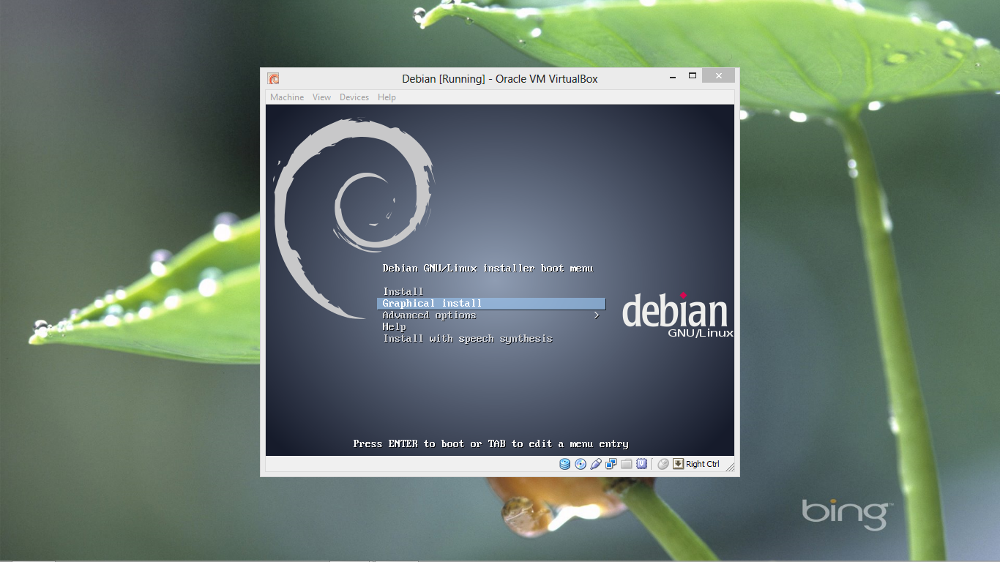 Debian [Running] - Oracle VM VirtualBox
Machine View Devices Help
Debian GNU/Linux installer boot menu
Install
Graphical install
Advanced options >
Help
Install with speech synthesis
debian
GNU/Linux
Press ENTER to boot or TAB to edit a menu entry
Right Ctrl
bing™